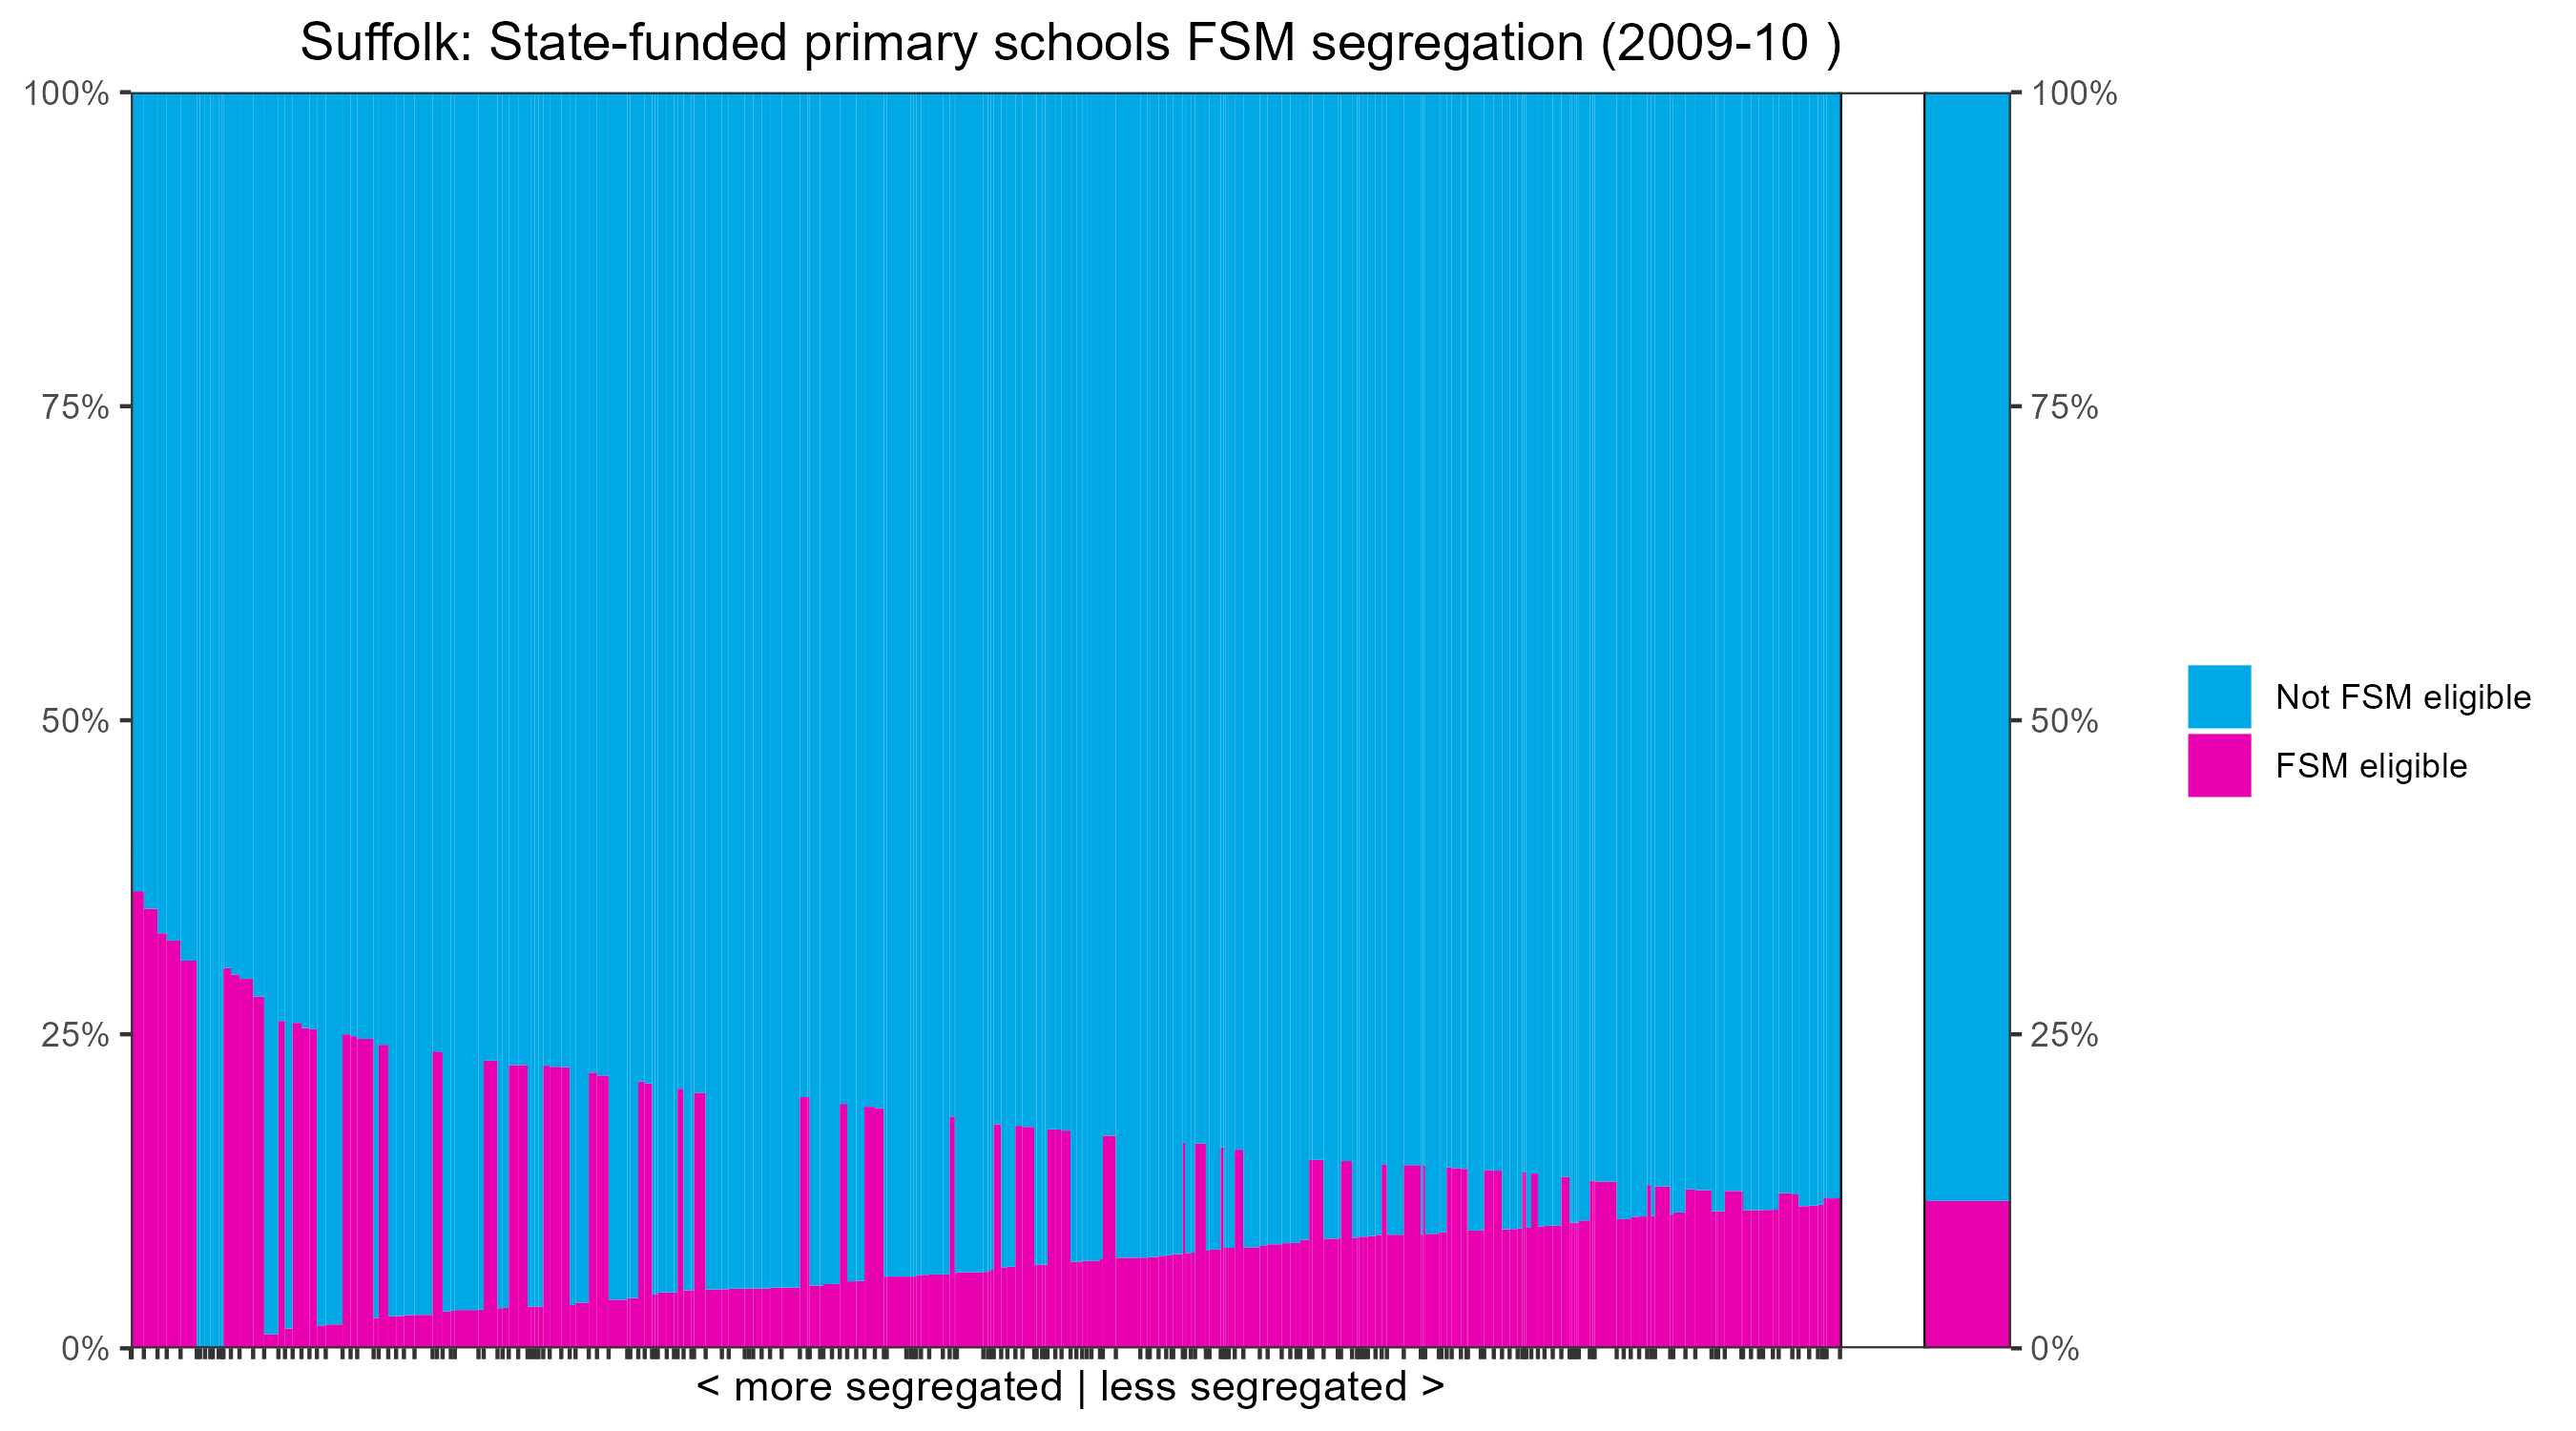 Suffolk: State-funded primary schools FSM segregation (2009-10 )
100%
75%
50%
25%
0%
100%
75%
50%
25%
0%
Not FSM eligible
FSM eligible
< more segregated | less segregated >